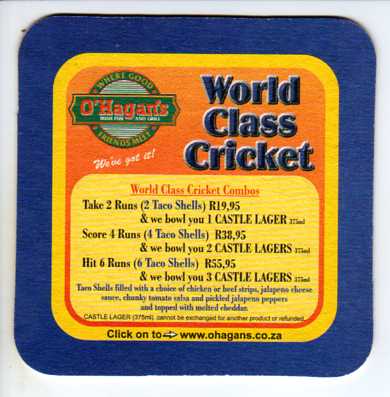 WHERE GOOD
O'Hagan's
IRISH PUB AND GRILL
FRIENDS MEET
We've got it!
World
Class
Cricket
World Class Cricket Combos
Take 2 Runs (2 Taco Shells) R19,95
& we bowl you 1 CASTLE LAGER 375ml
Score 4 Runs (4 Taco Shells) R38,95
& we bowl you 2 CASTLE LAGERS 375ml
Hit 6 Runs (6 Taco Shells) R55,95
& we bowl you 3 CASTLE LAGERS 375ml
Taco Shells filled with a choice of chicken or beef strips, jalapeno cheese
sauce, chunky tomato salsa and pickled jalapeno peppers
and topped with melted cheddar.
CASTLE LAGER (375ml) cannot be exchanged for another product or refunded.
Click on to www.ohagans.co.za